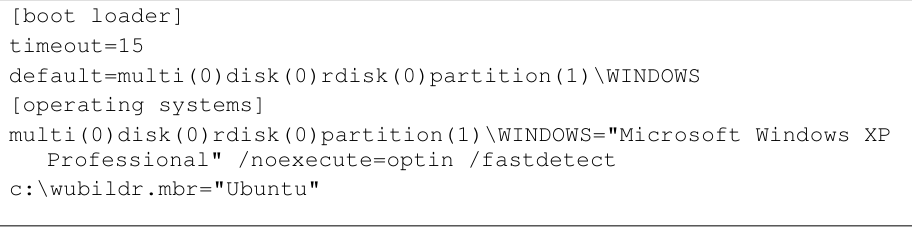 [boot loader]
timeout=15
default=multi(0)disk(0)rdisk(0)partition(1)\WINDOWS
[operating systems]
multi(0)disk(0)rdisk(0)partition(1)\WINDOWS="Microsoft Windows XP
Professional" /noexecute=optin /fastdetect
c:\wubildr.mbr="Ubuntu"